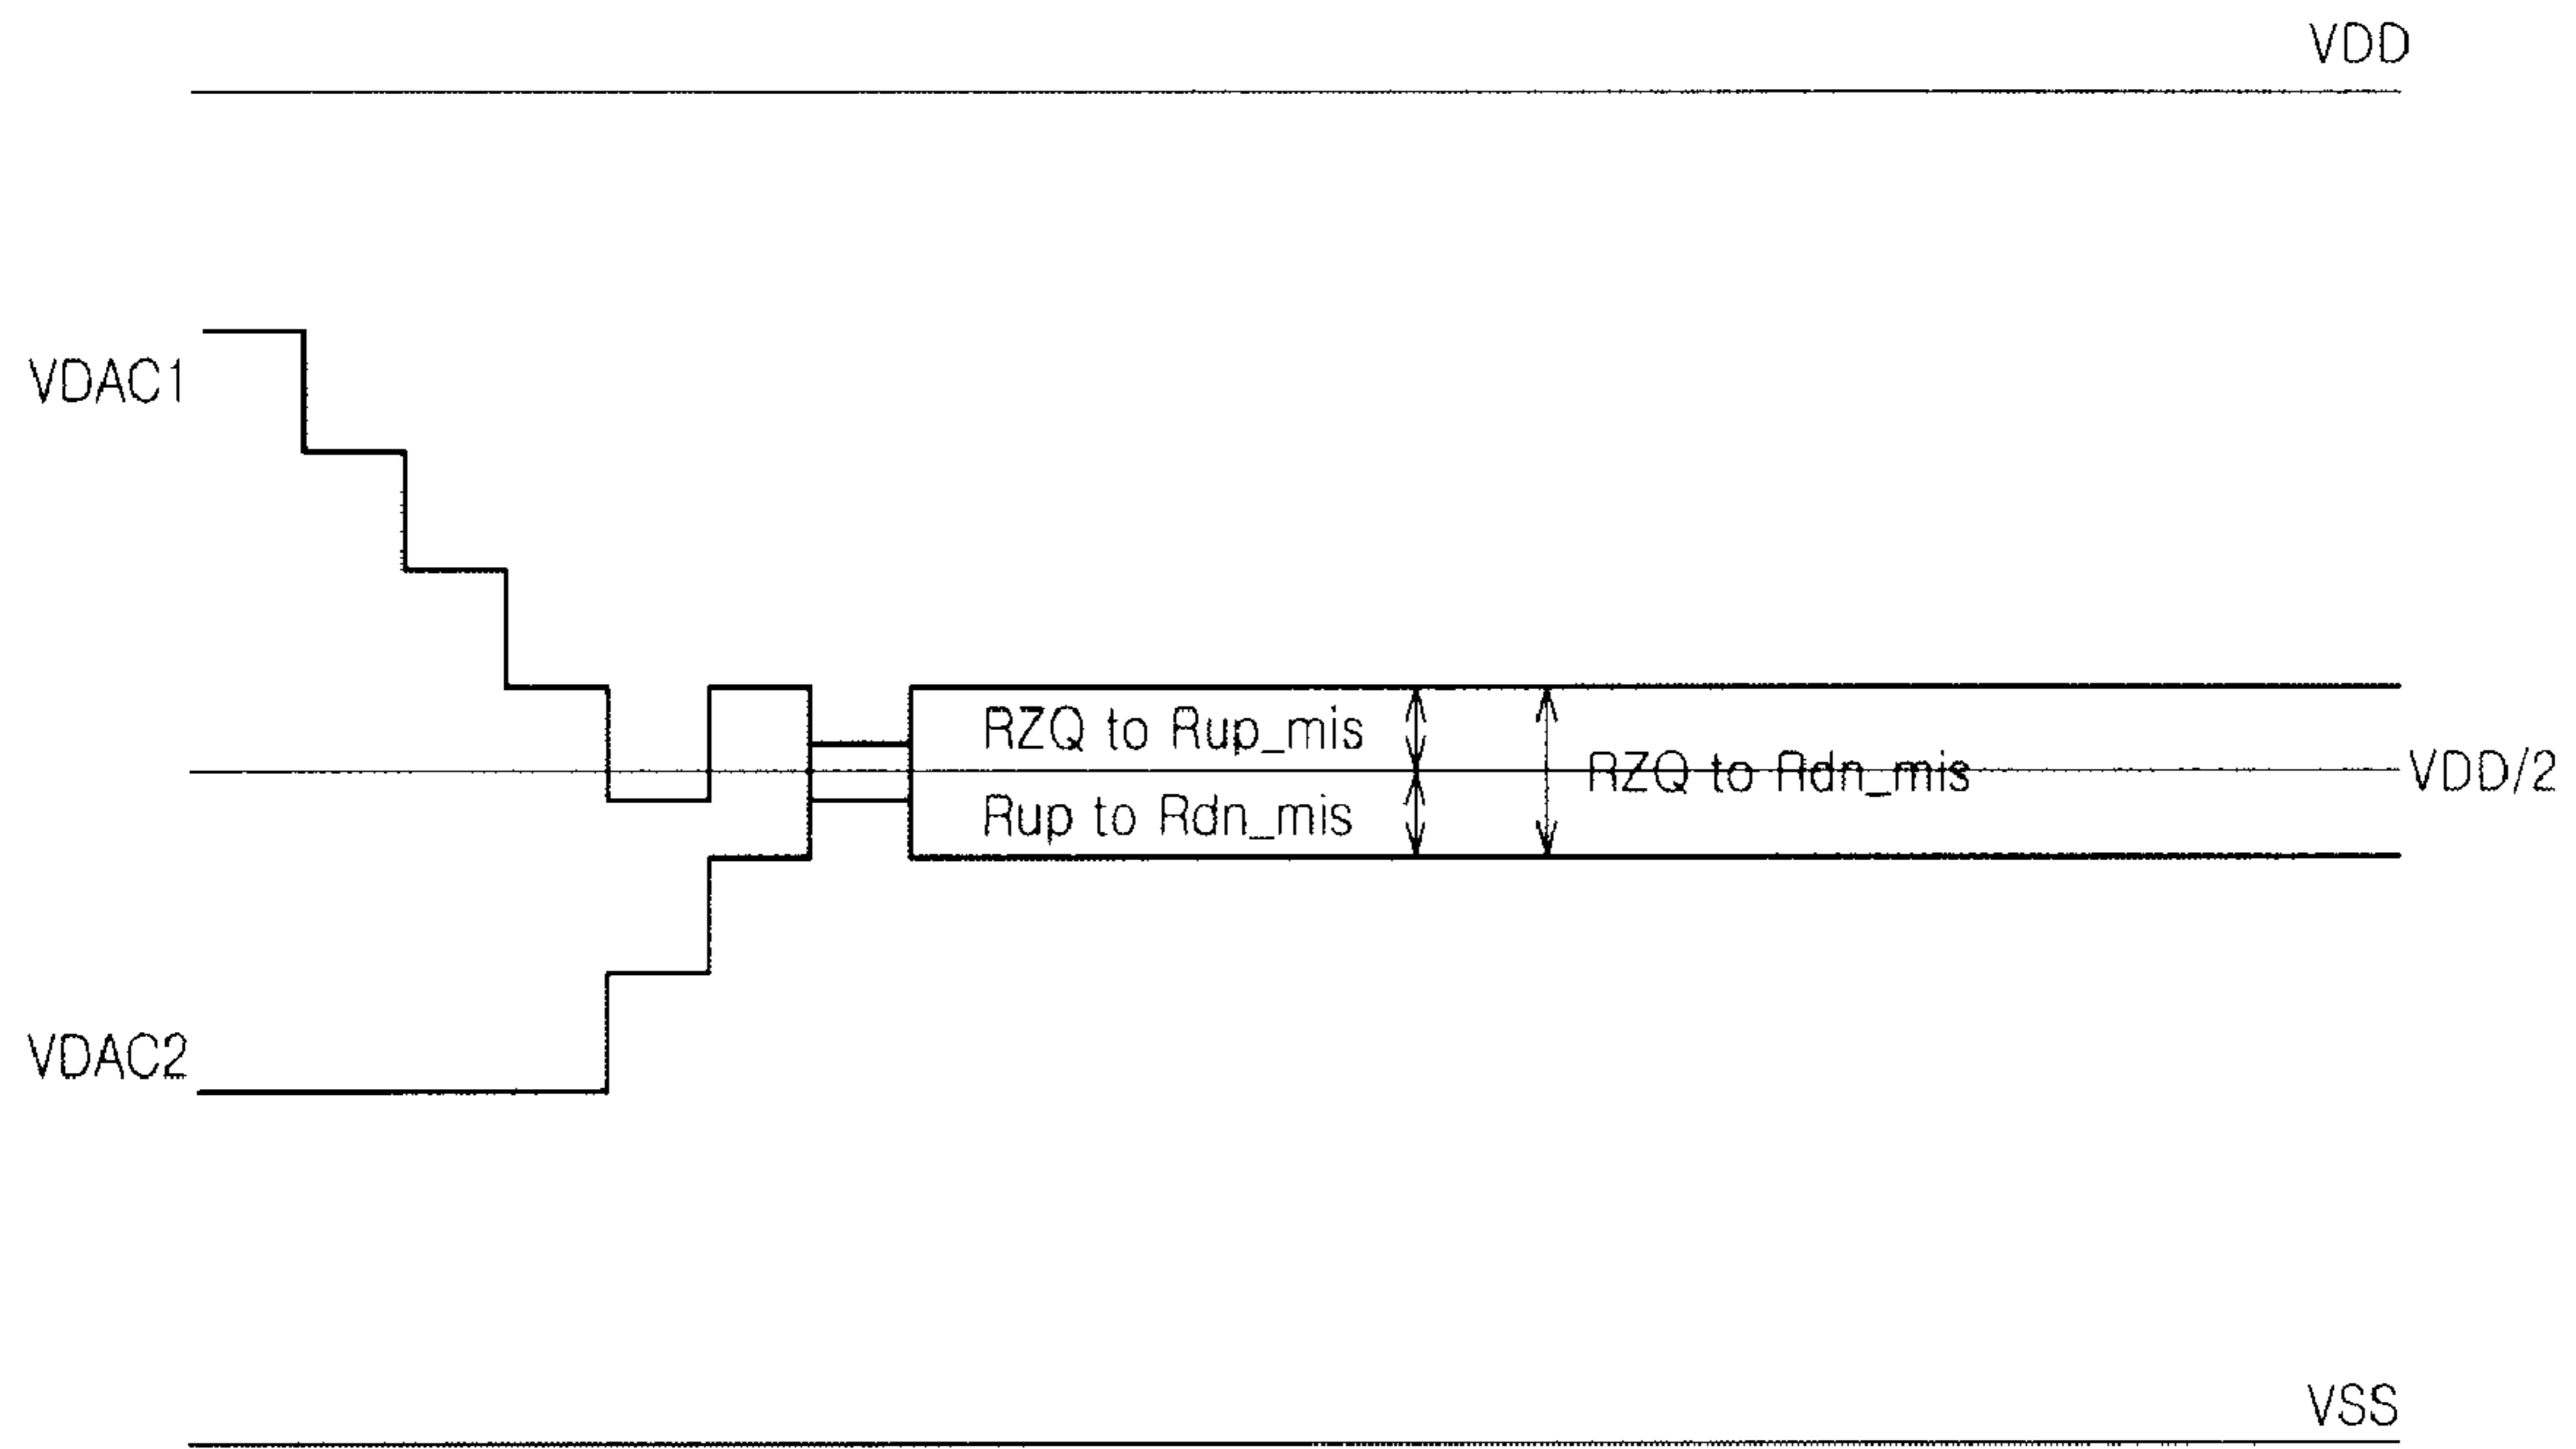 VDD
VDAC1
RZQ to Rup_mis
RZQ to Rdn_mis
VDD/2
Rup to Rdn_mis
VDAC2
VSS